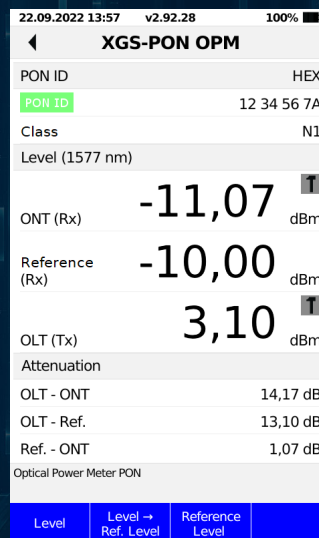 22.09.2022 13:57 v2.92.28 100%
XGS-PON OPM
PON ID HEX
PON ID 12 34 56 7A
Class N1
Level (1577 nm)
ONT (Rx) -11,07 dBm
Reference
(Rx) -10,00 dBm
OLT (Tx) 3,10 dBm
Attenuation
OLT - ONT 14,17 dB
OLT - Ref. 13,10 dB
Ref. - ONT 1,07 dB
Optical Power Meter PON
Level Level → Reference
Ref. Level Level